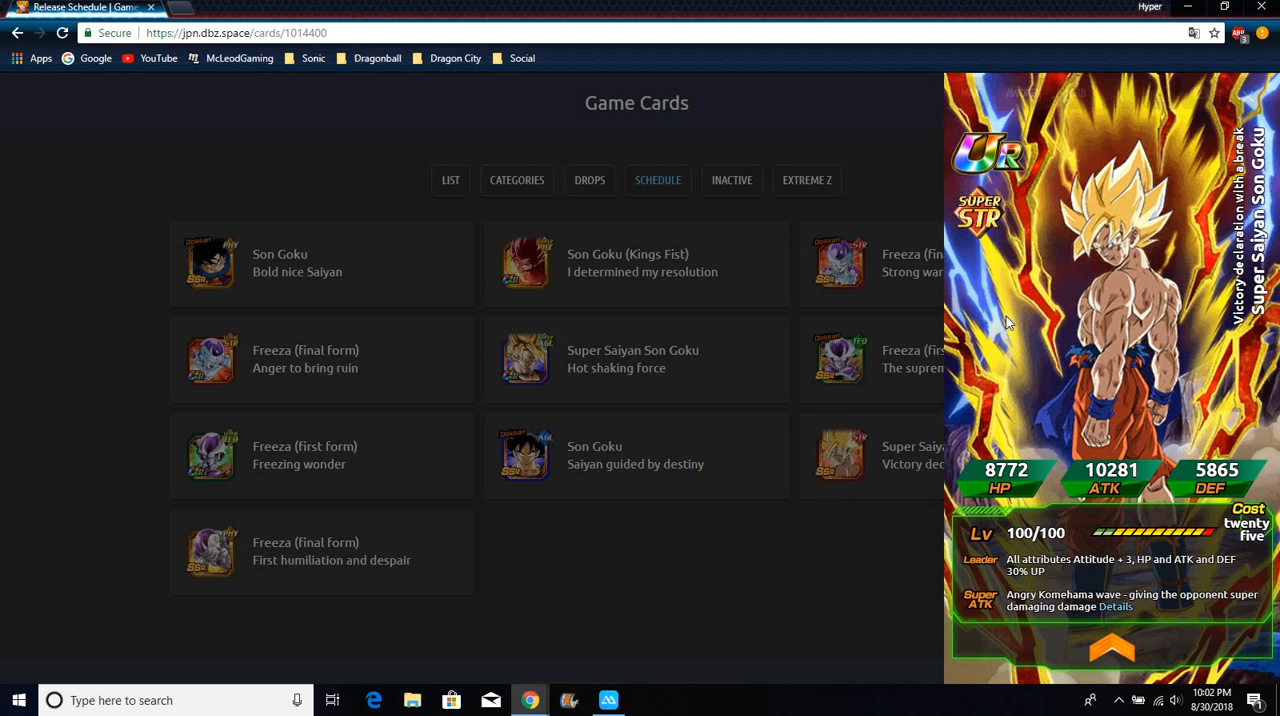 Release Schedule | Game
Hyper
Secure
https://jpn.dbz.space/cards/1014400
Apps
Google
YouTube
McLeodGaming
Sonic
Dragonball
Dragon City
Social
Game Cards
LIST
CATEGORIES
DROPS
SCHEDULE
INACTIVE
EXTREME Z
Son Goku
Bold nice Saiyan
Son Goku (Kings Fist)
I determined my resolution
Freeza (fin
Strong war
Freeza (final form)
Anger to bring ruin
Super Saiyan Son Goku
Hot shaking force
Freeza (firs
The suprem
Freeza (first form)
Freezing wonder
Son Goku
Saiyan guided by destiny
Super Saiya
Victory dec
Freeza (final form)
First humiliation and despair
UR
SUPER
STR
Victory declaration with a break
Super Saiyan Son Goku
8772
HP
10281
ATK
5865
DEF
Cost
twenty
five
Lv 100/100
Leader All attributes Attitude + 3, HP and ATK and DEF
30% UP
Super
ATK
Angry Komehama wave - giving the opponent super
damaging damage Details
Type here to search
10:02 PM
8/30/2018